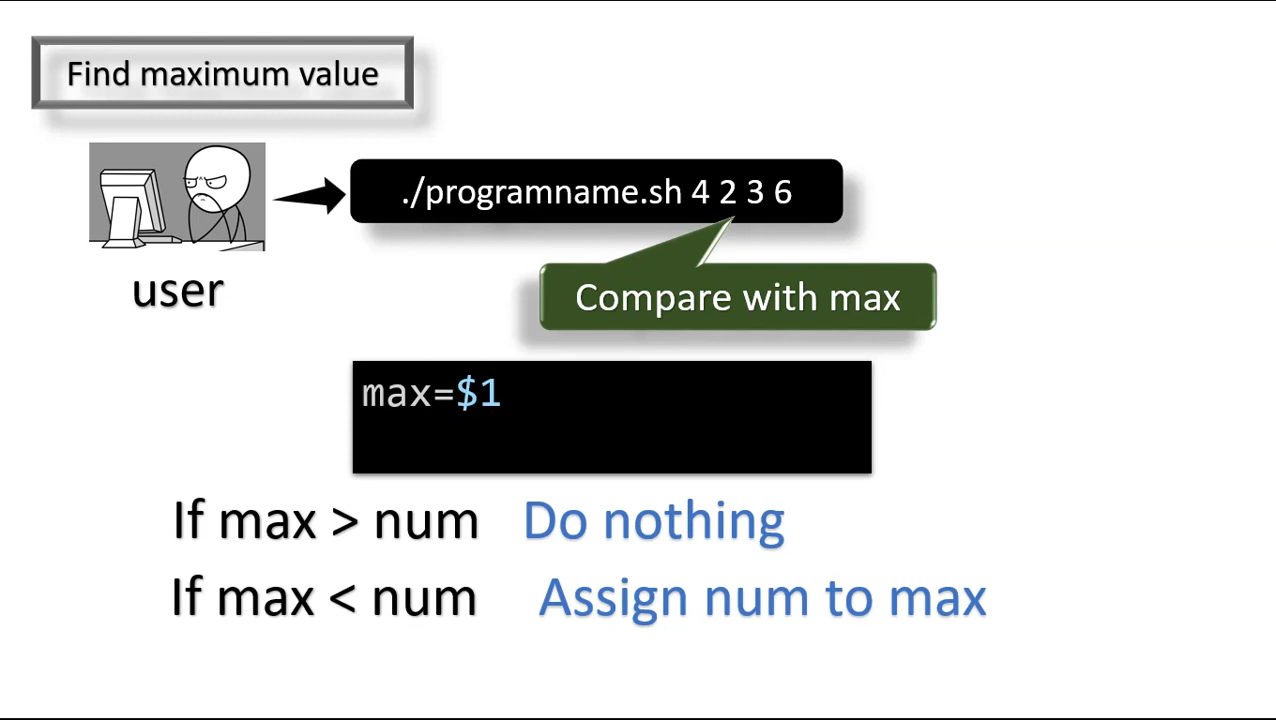 Find maximum value
./programname.sh 4 2 3 6
user
Compare with max
max=$1
If max > num Do nothing
If max < num Assign num to max